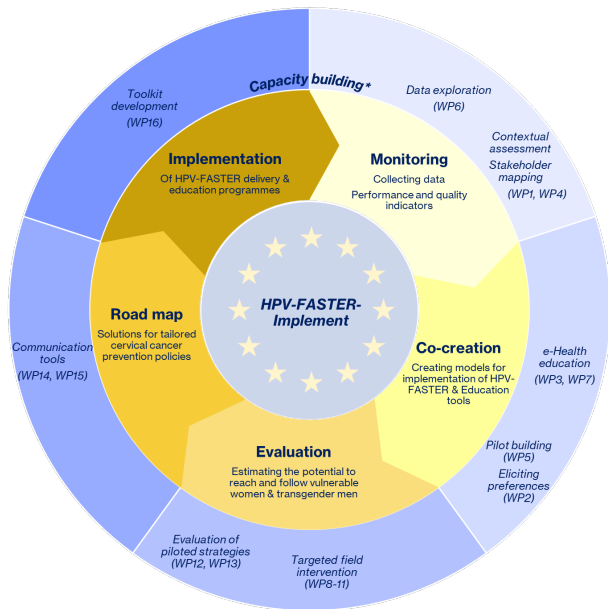 Capacity building*
Toolkit
development
(WP16)
Data exploration
(WP6)
Contextual
assessment
Stakeholder
mapping
(WP1, WP4)
Implementation
Of HPV-FASTER delivery &
education programmes
Monitoring
Collecting data
Performance and quality
indicators
HPV-FASTER-
Implement
Road map
Solutions for tailored
cervical cancer
prevention policies
Communication
tools
(WP14, WP15)
Co-creation
Creating models for
implementation of HPV-
FASTER & Education
tools
e-Health
education
(WP3, WP7)
Pilot building
(WP5)
Eliciting
preferences
(WP2)
Evaluation
Estimating the potential to
reach and follow vulnerable
women & transgender men
Evaluation of
piloted strategies
(WP12, WP13)
Targeted field
intervention
(WP8-11)